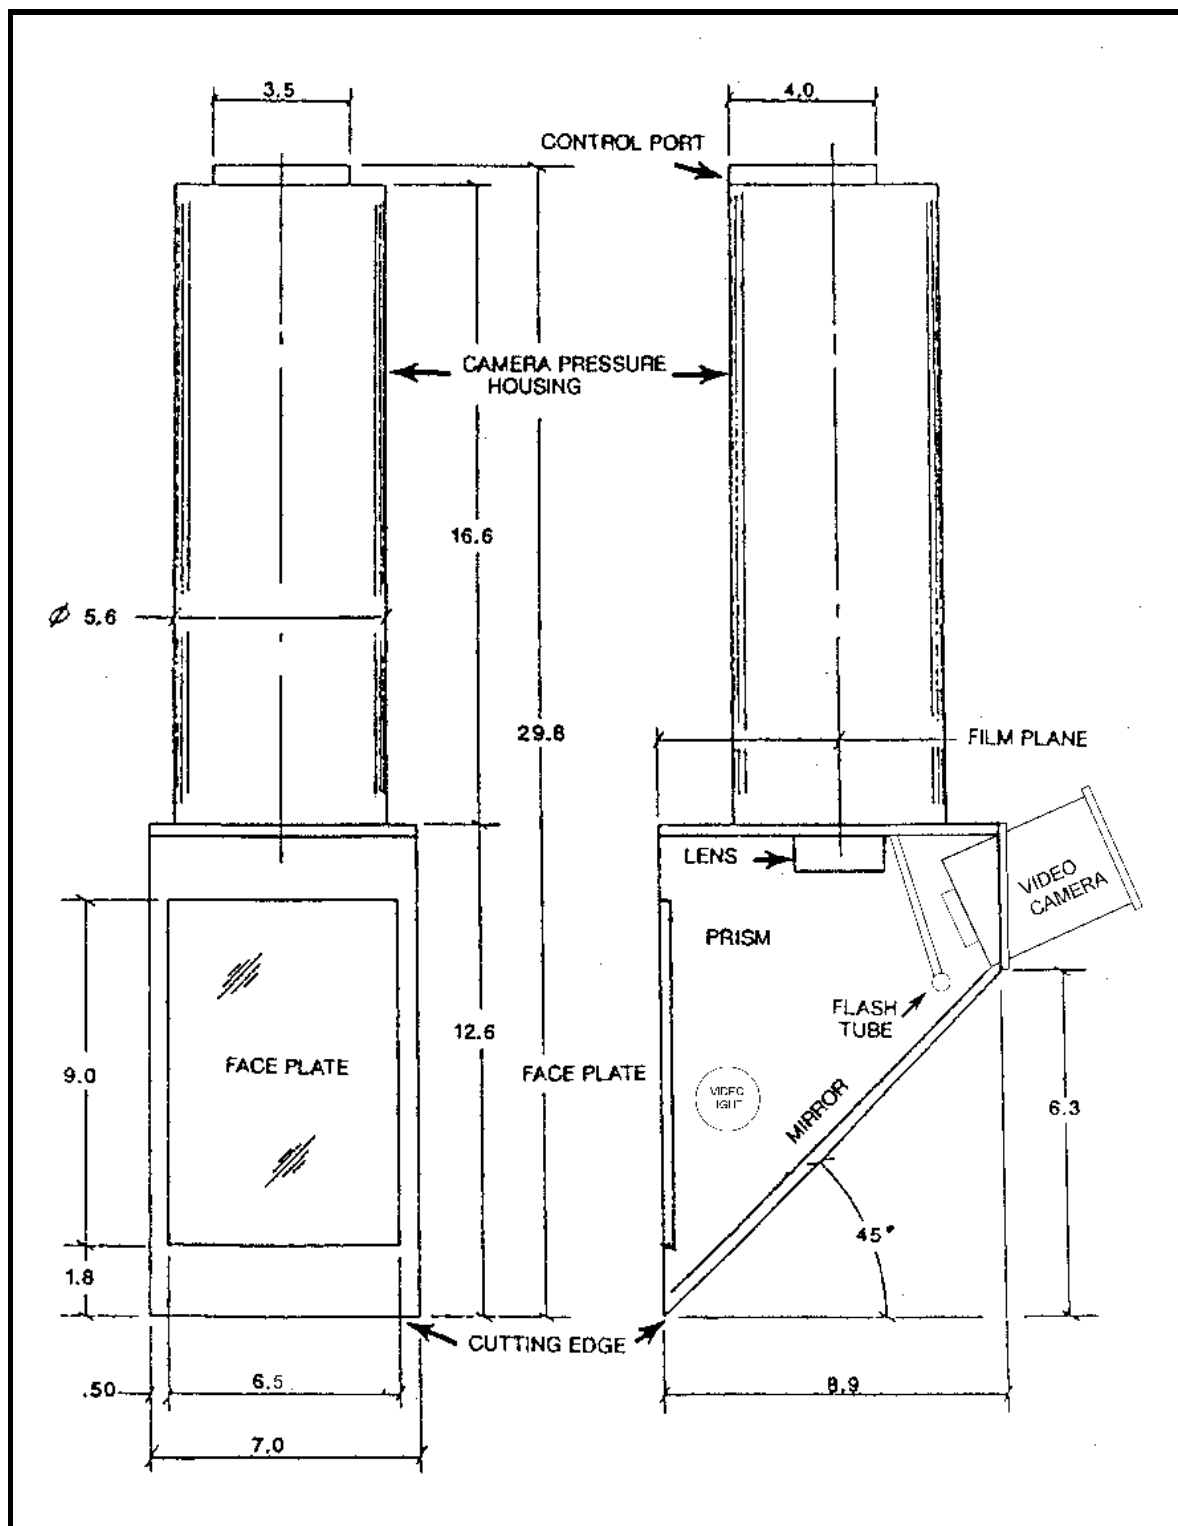 3.5
4.0
CONTROL PORT
CAMERA PRESSURE
HOUSING
16.6
Ø 5.6
29.8
FILM PLANE
LENS
VIDEO
CAMERA
PRISM
FLASH
TUBE
12.6
9.0
FACE PLATE
FACE PLATE
VIDEO
IGHT
MIRROR
6.3
45°
1.8
CUTTING EDGE
.50
6.5
8.9
7.0